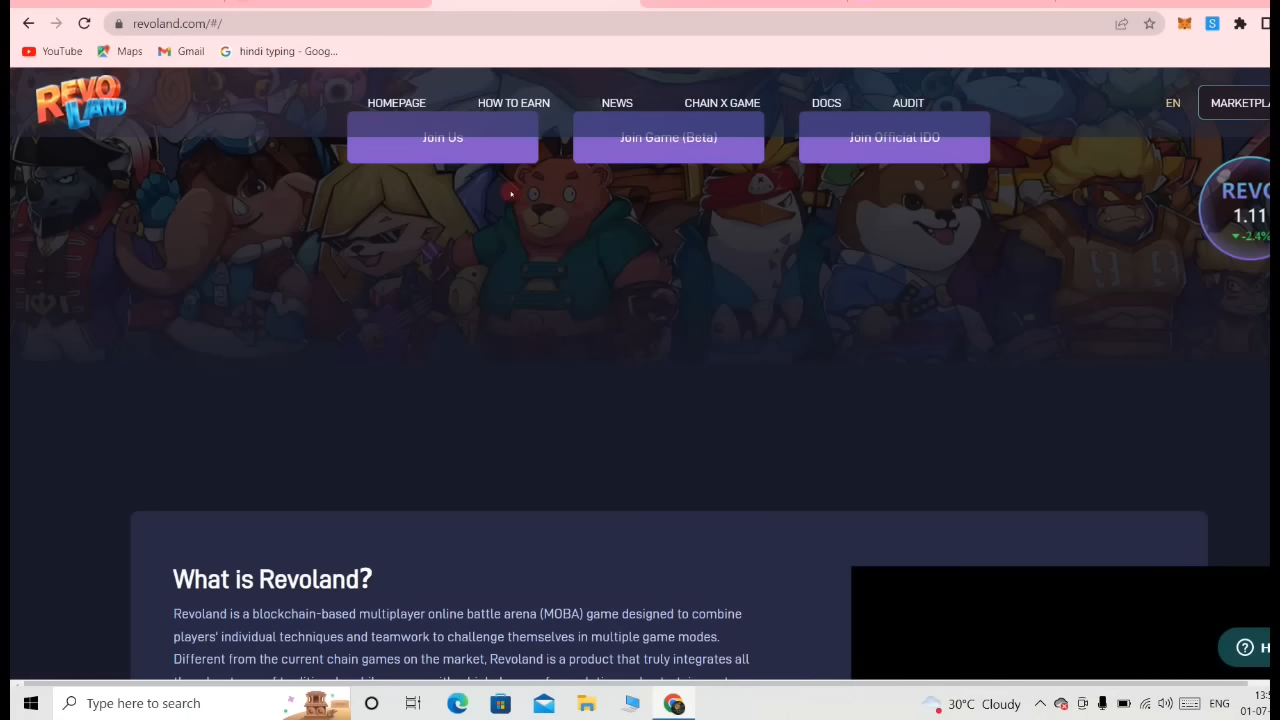 revoland.com/#/
YouTube
Maps
Gmail
hindi typing - Goog...
REVO
LAND
HOMEPAGE
HOW TO EARN
NEWS
CHAIN X GAME
DOCS
AUDIT
EN
MARKETPLA
Join Us
Join Game (Beta)
Join Official IDO
REVO
1.11
-2.4%
What is Revoland?
Revoland is a blockchain-based multiplayer online battle arena (MOBA) game designed to combine
players' individual techniques and teamwork to challenge themselves in multiple game modes.
Different from the current chain games on the market, Revoland is a product that truly integrates all
H
Type here to search
30°C Cloudy
ENG
13:
01-07-